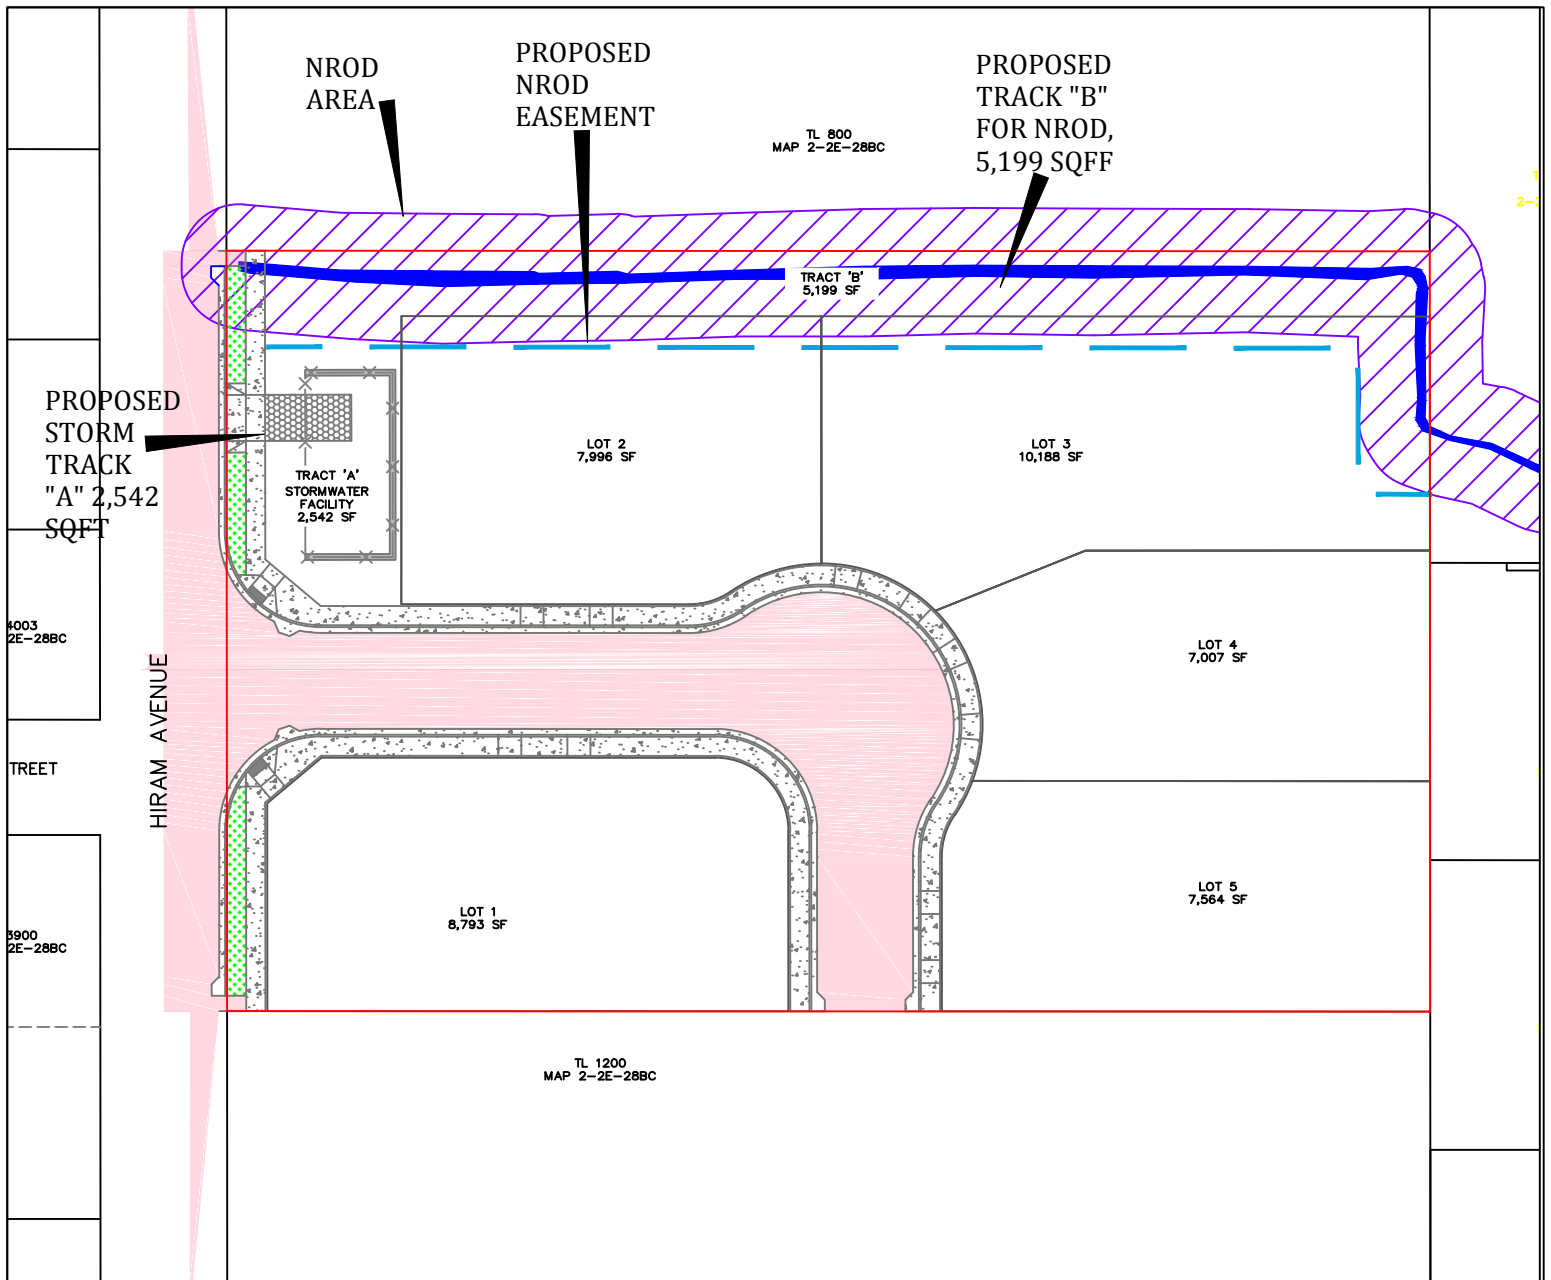 NROD
AREA
PROPOSED
NROD
EASEMENT
PROPOSED
TRACK "B"
FOR NROD,
5,199 SQFF
TL 800
MAP 2-2E-28BC
TRACT 'B'
5,199 SF
PROPOSED
STORM
TRACK
"A" 2,542
SQFT
TRACT 'A'
STORMWATER
FACILITY
2,542 SF
LOT 2
7,996 SF
LOT 3
10,188 SF
4003
2E-28BC
HIRAM AVENUE
LOT 4
7,007 SF
TREET
LOT 5
7,564 SF
LOT 1
8,793 SF
3900
2E-28BC
TL 1200
MAP 2-2E-28BC